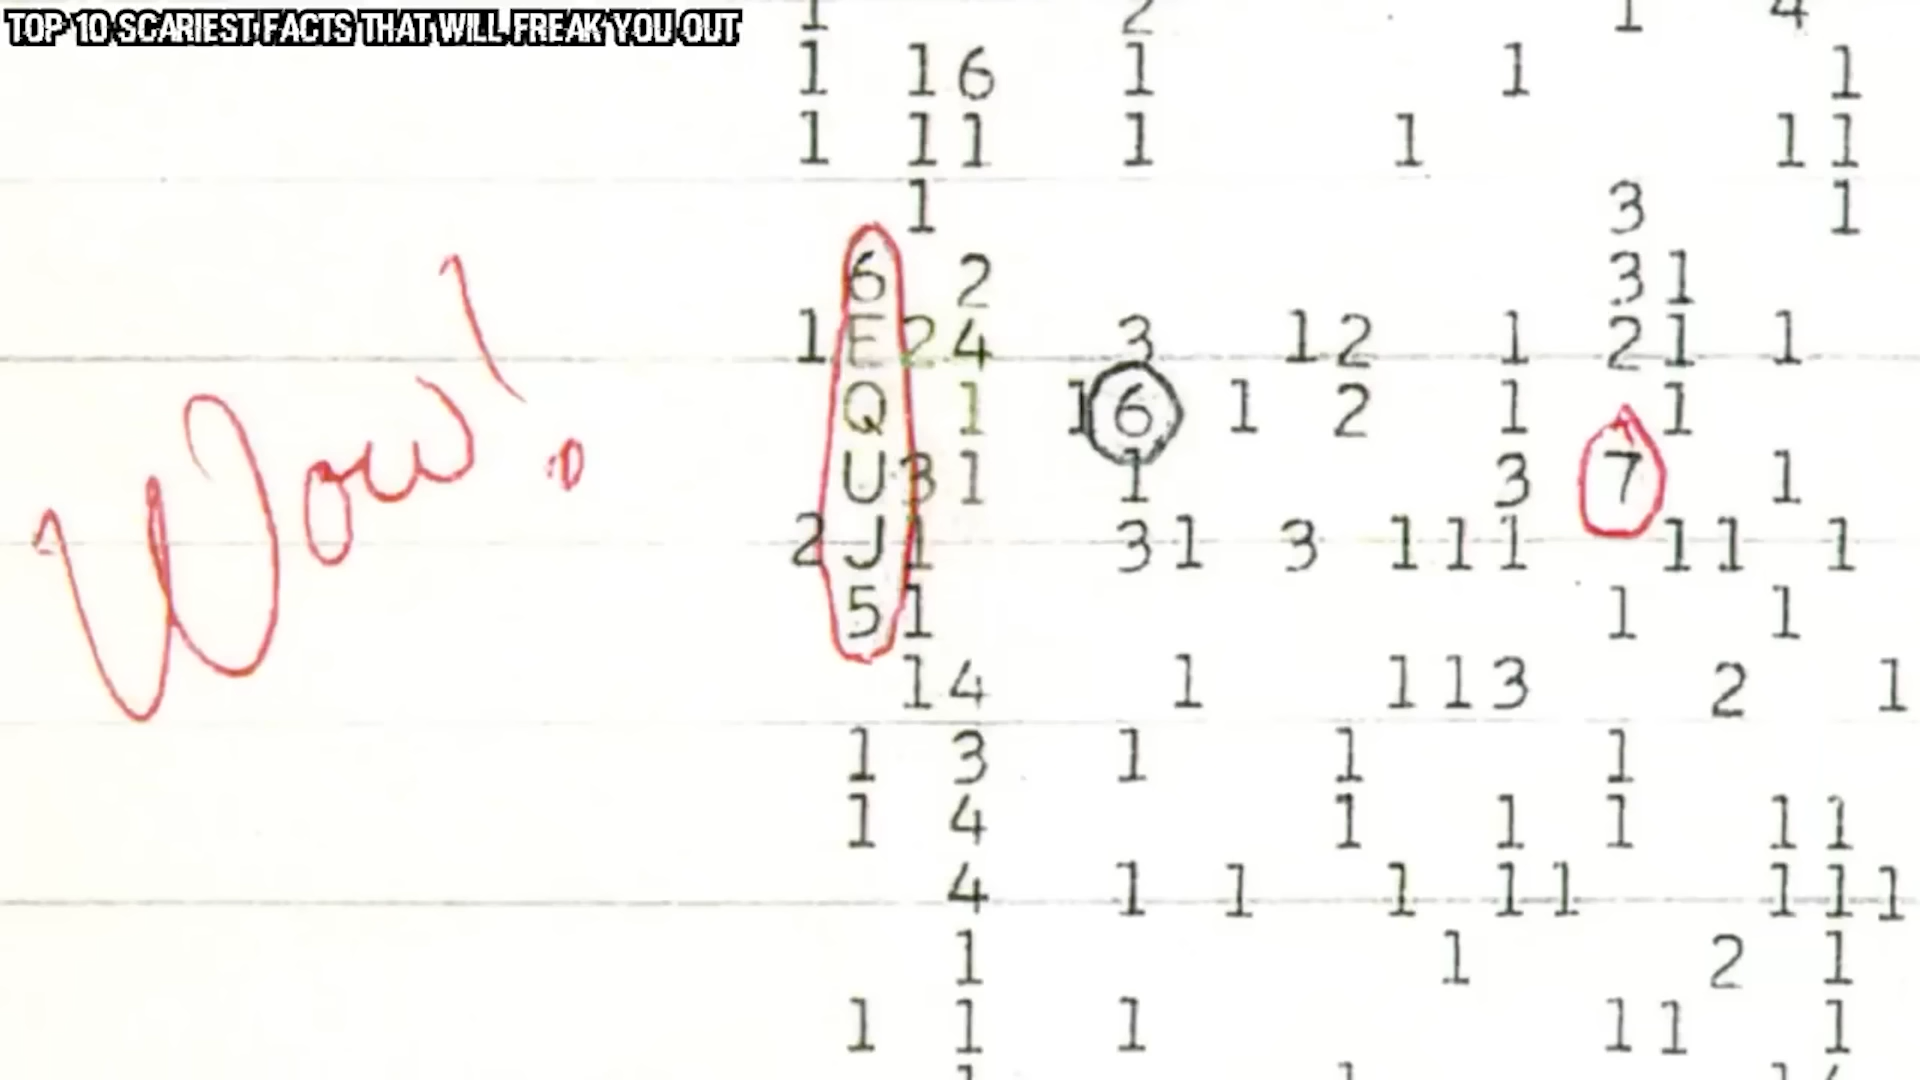 TOP 10 SCARIEST FACTS THAT WILL FREAK YOU OUT
1 2 1 4
1 16 1 1 1
1 11 1 1 11
1 3 1
6 2 31
1E24 3 12 1 21 1
Q 1 16 1 2 1 1
U31 1 3 7 1
2J1 31 3 111 11 1
51 1 1
14 1 113 2 1
1 3 1 1 1
1 4 1 1 1 11
4 1 1 1 11 111
1 1 2 1
1 1 1 11 1
Wow!